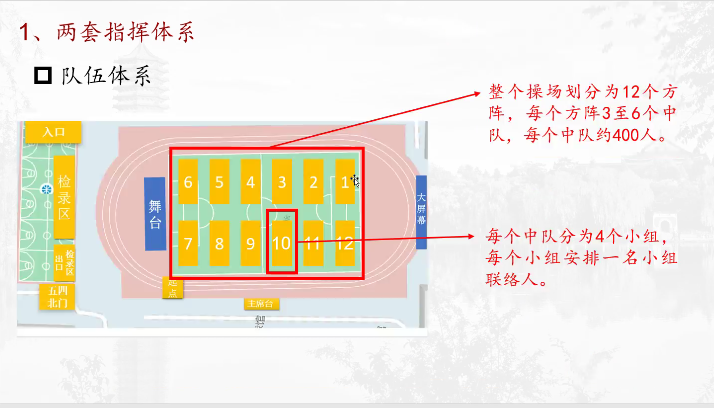 1、两套指挥体系
队伍体系
整个操场划分为12个方
阵，每个方阵3至6个中
队，每个中队约400人。
入口
检录区
舞台
6 5 4 3 2 1
7 8 9 10 11 12
大屏幕
检录区
出口
五四
北门
起点
主席台
每个中队分为4个小组，
每个小组安排一名小组
联络人。